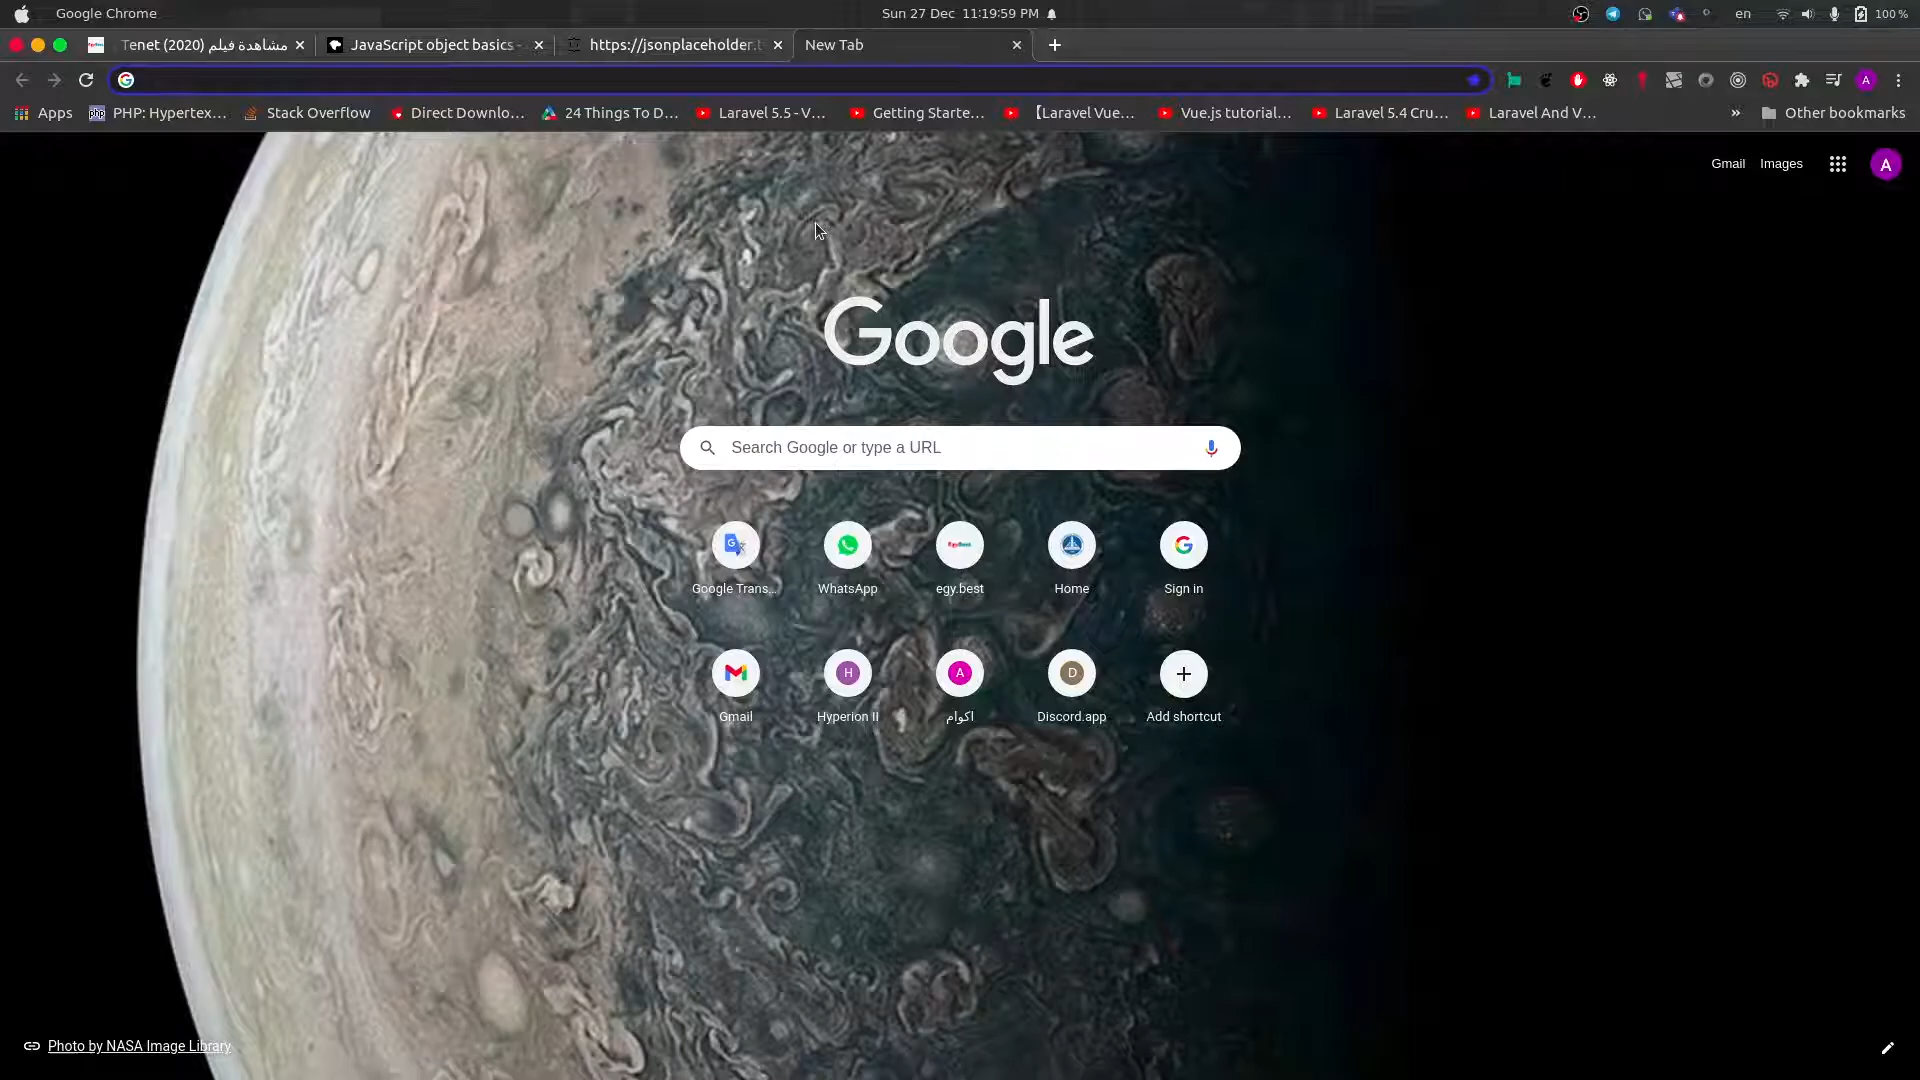 Google Chrome
Sun 27 Dec 11:19:59 PM
en
100 %
مشاهدة فيلم Tenet (2020)
JavaScript object basics -
https://jsonplaceholder.t
New Tab
Apps
PHP: Hypertex...
Stack Overflow
Direct Downlo...
24 Things To D...
Laravel 5.5 - V...
Getting Starte...
【Laravel Vue...
Vue.js tutorial...
Laravel 5.4 Cru...
Laravel And V...
»
Other bookmarks
Gmail
Images
A
Google
Search Google or type a URL
Google Trans...
WhatsApp
egy.best
Home
Sign in
Gmail
H
Hyperion II
A
اكوام
D
Discord.app
Add shortcut
Photo by NASA Image Library